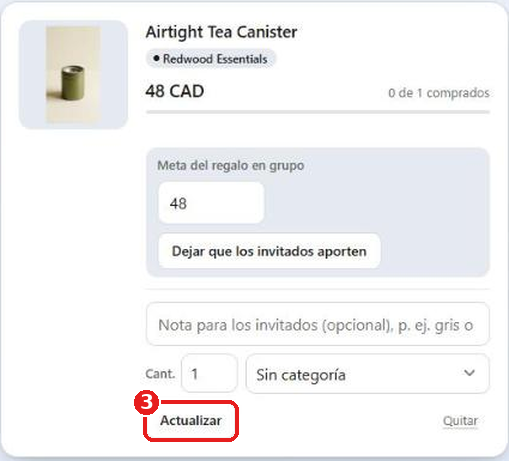 Airtight Tea Canister
Redwood Essentials
48 CAD
0 de 1 comprados
Meta del regalo en grupo
48
Dejar que los invitados aporten
Nota para los invitados (opcional), p. ej. gris o
Cant.
1
Sin categoría
3
Actualizar
Quitar